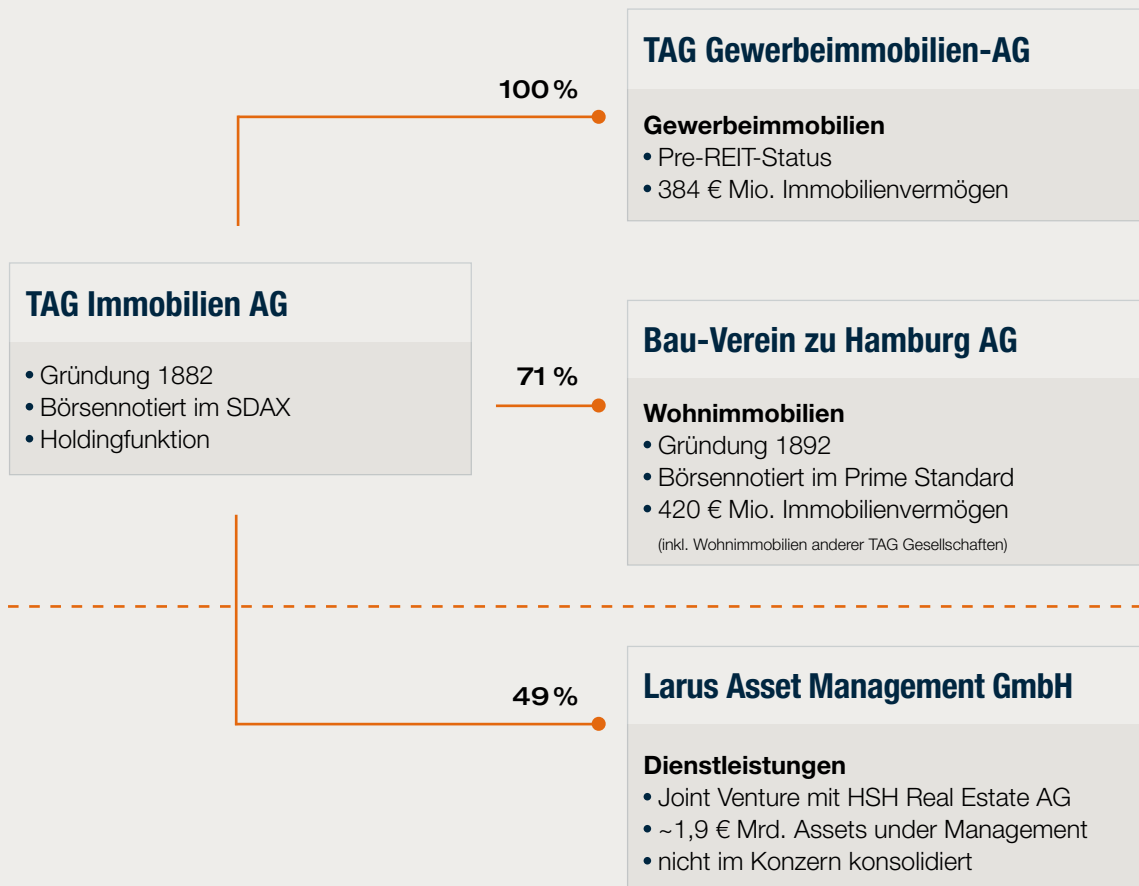 TAG Gewerbeimmobilien-AG
100 %
Gewerbeimmobilien
• Pre-REIT-Status
• 384 € Mio. Immobilienvermögen
TAG Immobilien AG
• Gründung 1882
• Börsennotiert im SDAX
• Holdingfunktion
71 %
Bau-Verein zu Hamburg AG
Wohnimmobilien
• Gründung 1892
• Börsennotiert im Prime Standard
• 420 € Mio. Immobilienvermögen
(inkl. Wohnimmobilien anderer TAG Gesellschaften)
49 %
Larus Asset Management GmbH
Dienstleistungen
• Joint Venture mit HSH Real Estate AG
• ~1,9 € Mrd. Assets under Management
• nicht im Konzern konsolidiert